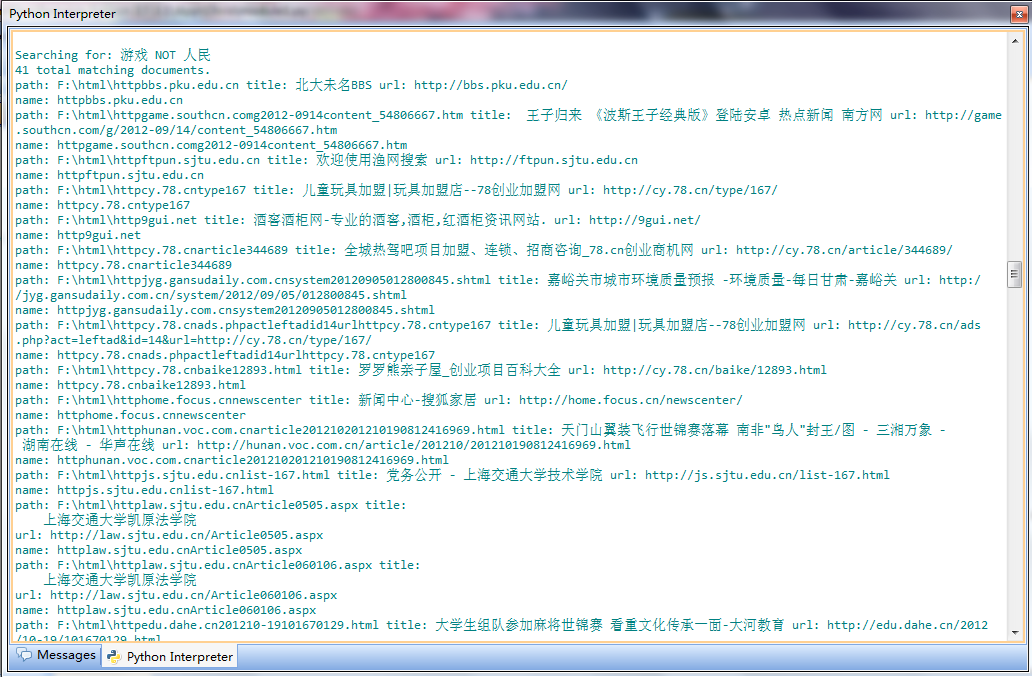 Python Interpreter
Searching for: 游戏 NOT 人民
41 total matching documents.
path: F:\html\httpbbs.pku.edu.cn title: 北大未名BBS url: http://bbs.pku.edu.cn/
name: httpbbs.pku.edu.cn
path: F:\html\httpgame.southcn.comg2012-0914content_54806667.htm title: 王子归来 《波斯王子经典版》登陆安卓 热点新闻 南方网 url: http://game
.southcn.com/g/2012-09/14/content_54806667.htm
name: httpgame.southcn.comg2012-0914content_54806667.htm
path: F:\html\httpftpun.sjtu.edu.cn title: 欢迎使用渔网搜索 url: http://ftpun.sjtu.edu.cn
name: httpftpun.sjtu.edu.cn
path: F:\html\httpcy.78.cntype167 title: 儿童玩具加盟|玩具加盟店--78创业加盟网 url: http://cy.78.cn/type/167/
name: httpcy.78.cntype167
path: F:\html\http9gui.net title: 酒窖酒柜网-专业的酒窖,酒柜,红酒柜资讯网站. url: http://9gui.net/
name: http9gui.net
path: F:\html\httpcy.78.cnarticle344689 title: 全城热驾吧项目加盟、连锁、招商咨询_78.cn创业商机网 url: http://cy.78.cn/article/344689/
name: httpcy.78.cnarticle344689
path: F:\html\httpjyg.gansudaily.com.cnsystem20120905012800845.shtml title: 嘉峪关市城市环境质量预报 -环境质量-每日甘肃-嘉峪关 url: http:/
/jyg.gansudaily.com.cn/system/2012/09/05/012800845.shtml
name: httpjyg.gansudaily.com.cnsystem20120905012800845.shtml
path: F:\html\httpcy.78.cnads.phpactleftadid14urlhttpcy.78.cntype167 title: 儿童玩具加盟|玩具加盟店--78创业加盟网 url: http://cy.78.cn/ads
.php?act=leftad&id=14&url=http://cy.78.cn/type/167/
name: httpcy.78.cnads.phpactleftadid14urlhttpcy.78.cntype167
path: F:\html\httpcy.78.cnbaike12893.html title: 罗罗熊亲子屋_创业项目百科大全 url: http://cy.78.cn/baike/12893.html
name: httpcy.78.cnbaike12893.html
path: F:\html\httphome.focus.cnnewscenter title: 新闻中心-搜狐家居 url: http://home.focus.cn/newscenter/
name: httphome.focus.cnnewscenter
path: F:\html\httphunan.voc.com.cnarticle201210201210190812416969.html title: 天门山翼装飞行世锦赛落幕 南非"鸟人"封王/图 - 三湘万象 -
湖南在线 - 华声在线 url: http://hunan.voc.com.cn/article/201210/201210190812416969.html
name: httphunan.voc.com.cnarticle201210201210190812416969.html
path: F:\html\httpjs.sjtu.edu.cnlist-167.html title: 党务公开 - 上海交通大学技术学院 url: http://js.sjtu.edu.cn/list-167.html
name: httpjs.sjtu.edu.cnlist-167.html
path: F:\html\httplaw.sjtu.edu.cnArticle0505.aspx title:
上海交通大学凯原法学院
url: http://law.sjtu.edu.cn/Article0505.aspx
name: httplaw.sjtu.edu.cnArticle0505.aspx
path: F:\html\httplaw.sjtu.edu.cnArticle060106.aspx title:
上海交通大学凯原法学院
url: http://law.sjtu.edu.cn/Article060106.aspx
name: httplaw.sjtu.edu.cnArticle060106.aspx
path: F:\html\httpedu.dahe.cn201210-19101670129.html title: 大学生组队参加麻将世锦赛 看重文化传承一面-大河教育 url: http://edu.dahe.cn/2012
/10-19/101670129.html
Messages
Python Interpreter